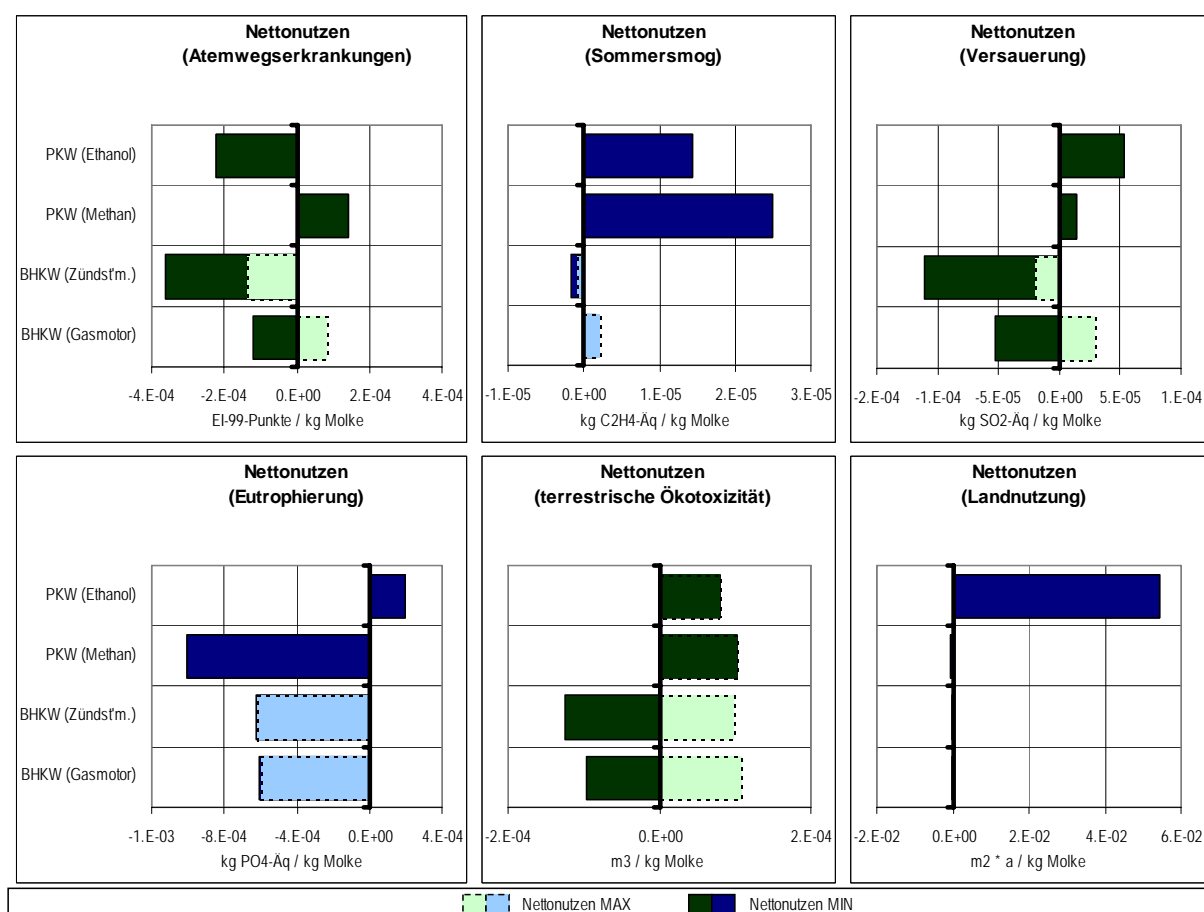 Nettonutzen
(Atemwegserkrankungen)
PKW (Ethanol)
PKW (Methan)
BHKW (Zündst'm.)
BHKW (Gasmotor)
-4.E-04 -2.E-04 0.E+00 2.E-04 4.E-04
EI-99-Punkte / kg Molke
Nettonutzen
(Sommersmog)
-1.E-05 0.E+00 1.E-05 2.E-05 3.E-05
kg C2H4-Äq / kg Molke
Nettonutzen
(Versauerung)
-2.E-04 -1.E-04 -5.E-05 0.E+00 5.E-05 1.E-04
kg SO2-Äq / kg Molke
Nettonutzen
(Eutrophierung)
PKW (Ethanol)
PKW (Methan)
BHKW (Zündst'm.)
BHKW (Gasmotor)
-1.E-03 -8.E-04 -4.E-04 0.E+00 4.E-04
kg PO4-Äq / kg Molke
Nettonutzen
(terrestrische Ökotoxizität)
-2.E-04 0.E+00 2.E-04
m3 / kg Molke
Nettonutzen
(Landnutzung)
-2.E-02 0.E+00 2.E-02 4.E-02 6.E-02
m2 * a / kg Molke
Nettonutzen MAX Nettonutzen MIN